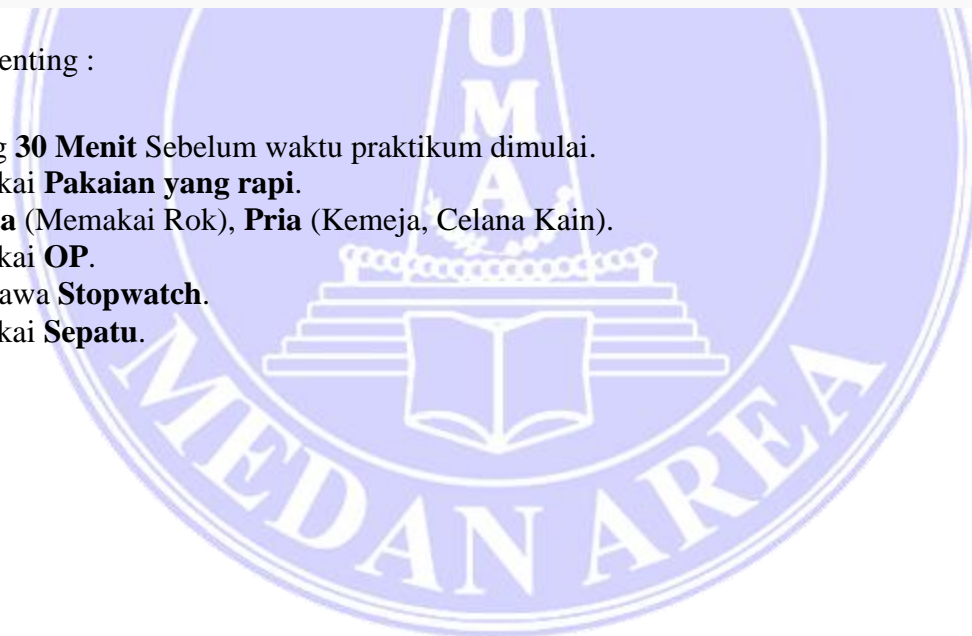 UMA
enting :
g 30 Menit Sebelum waktu praktikum dimulai.
kai Pakaian yang rapi.
a (Memakai Rok), Pria (Kemeja, Celana Kain).
kai OP.
awa Stopwatch.
kai Sepatu.
MEDAN AREA